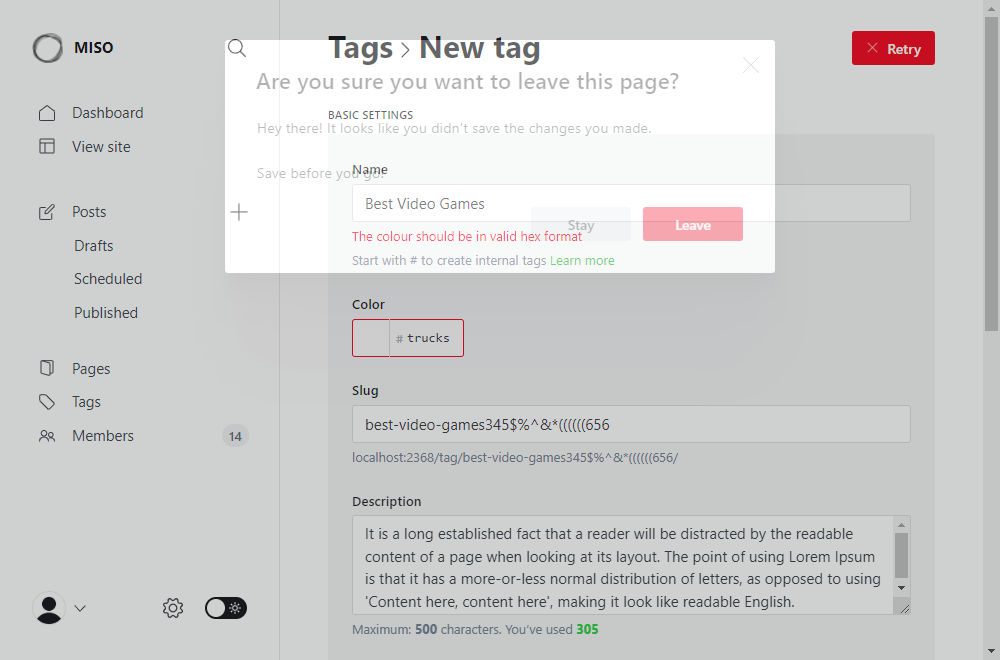 MISO
Dashboard
View site
Posts
Drafts
Scheduled
Published
Pages
Tags
Members 14
Tags > New tag
Retry
Are you sure you want to leave this page?
BASIC SETTINGS
Hey there! It looks like you didn't save the changes you made.
Name
Save before you go!
Best Video Games
Stay
Leave
The colour should be in valid hex format
Start with # to create internal tags Learn more
Color
# trucks
Slug
best-video-games345$%^&*((((((656
localhost:2368/tag/best-video-games345$%^&*((((((656/
Description
It is a long established fact that a reader will be distracted by the readable
content of a page when looking at its layout. The point of using Lorem Ipsum
is that it has a more-or-less normal distribution of letters, as opposed to using
'Content here, content here', making it look like readable English.
Maximum: 500 characters. You've used 305